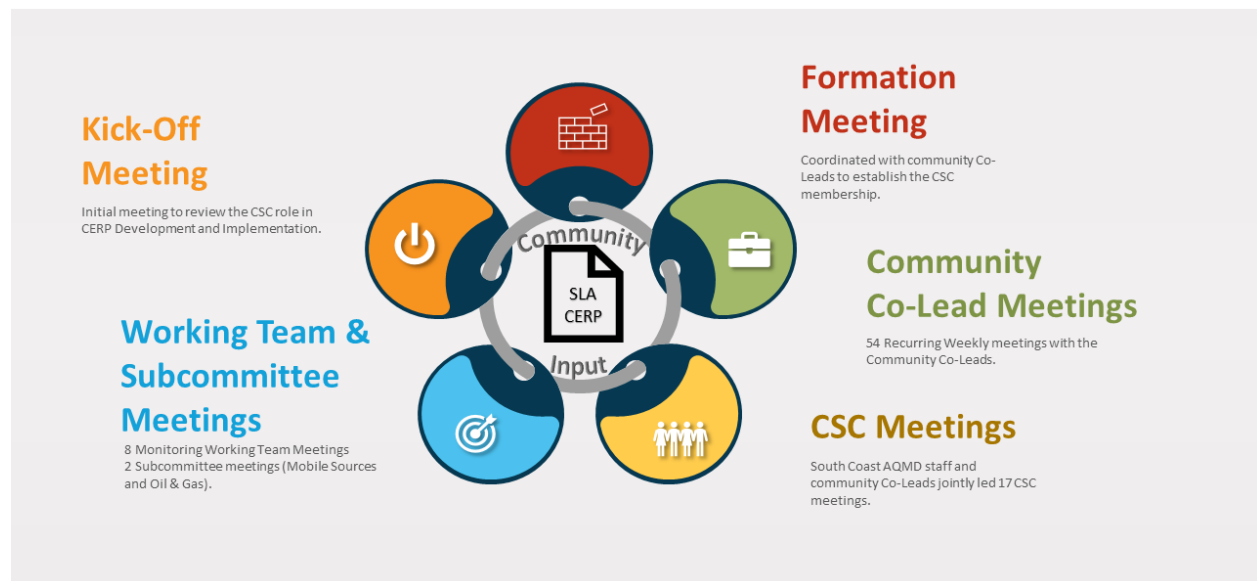 Kick-Off
Meeting
Initial meeting to review the CSC role in
CERP Development and Implementation.
Working Team &
Subcommittee
Meetings
8 Monitoring Working Team Meetings
2 Subcommittee meetings (Mobile Sources
and Oil & Gas).
Community
SLA
CERP
Input
Formation
Meeting
Coordinated with community Co-
Leads to establish the CSC
membership.
Community
Co-Lead Meetings
54 Recurring Weekly meetings with the
Community Co-Leads.
CSC Meetings
South Coast AQMD staff and
community Co-Leads jointly led 17 CSC
meetings.